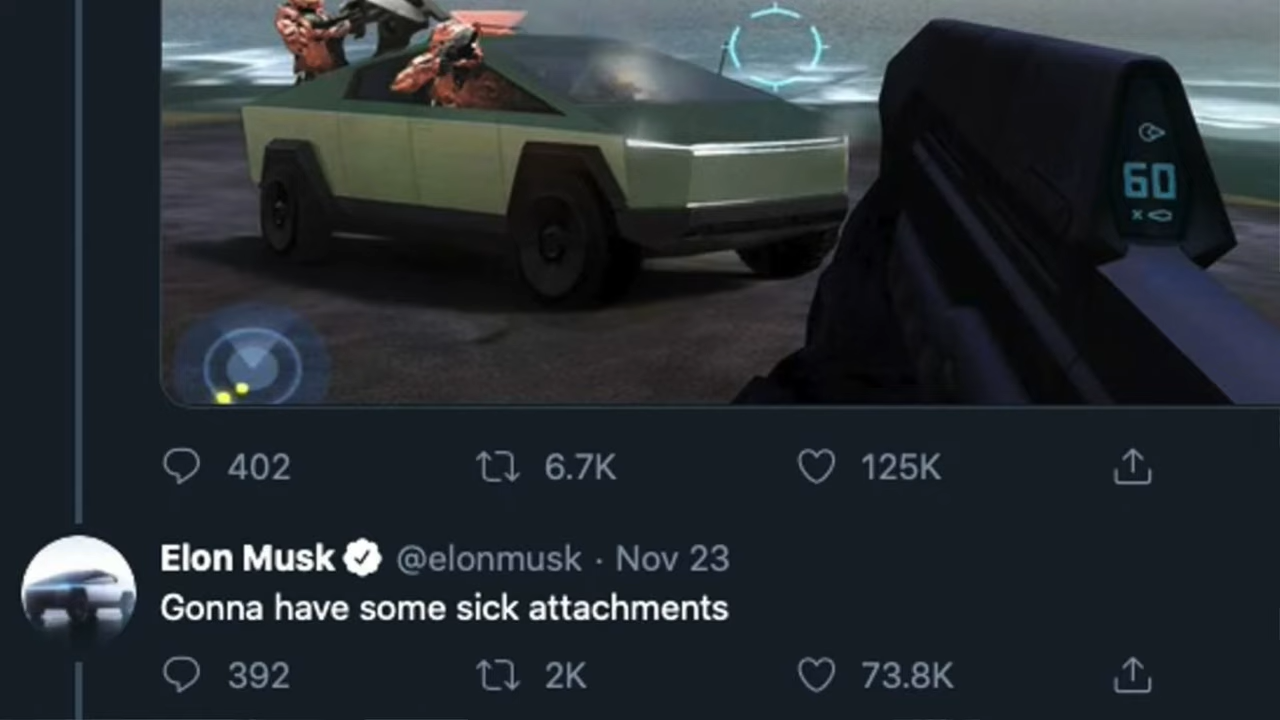 60
x
402 6.7K 125K
Elon Musk @elonmusk · Nov 23
Gonna have some sick attachments
392 2K 73.8K